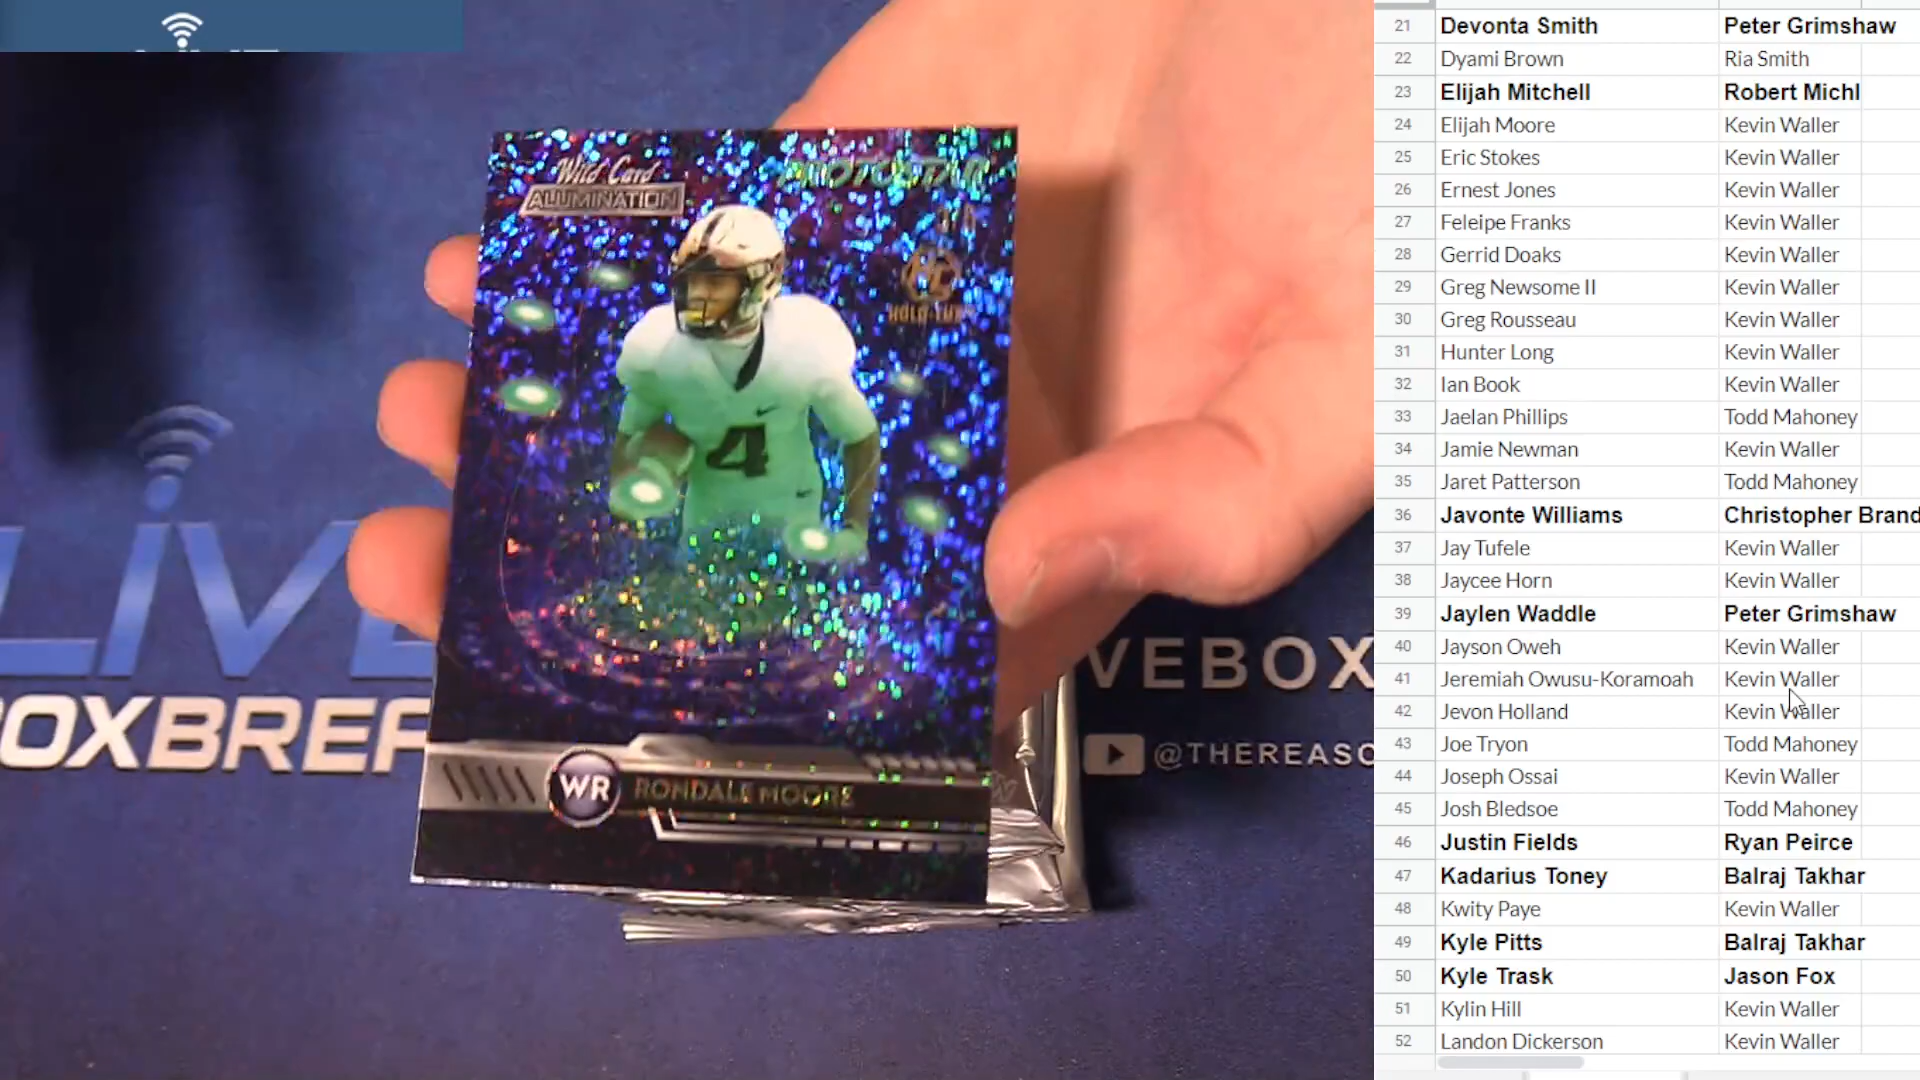 LIVE
Wild Card
ALUMINATION
PROTOSTAR
4
WR
RONDALE MOORE
LIVE
BOXBREA
VEBOX
@THEREASO
21 Devonta Smith Peter Grimshaw
22 Dyami Brown Ria Smith
23 Elijah Mitchell Robert Michl
24 Elijah Moore Kevin Waller
25 Eric Stokes Kevin Waller
26 Ernest Jones Kevin Waller
27 Feleipe Franks Kevin Waller
28 Gerrid Doaks Kevin Waller
29 Greg Newsome II Kevin Waller
30 Greg Rousseau Kevin Waller
31 Hunter Long Kevin Waller
32 Ian Book Kevin Waller
33 Jaelan Phillips Todd Mahoney
34 Jamie Newman Kevin Waller
35 Jaret Patterson Todd Mahoney
36 Javonte Williams Christopher Brand
37 Jay Tufele Kevin Waller
38 Jaycee Horn Kevin Waller
39 Jaylen Waddle Peter Grimshaw
40 Jayson Oweh Kevin Waller
41 Jeremiah Owusu-Koramoah Kevin Waller
42 Jevon Holland Kevin Waller
43 Joe Tryon Todd Mahoney
44 Joseph Ossai Kevin Waller
45 Josh Bledsoe Todd Mahoney
46 Justin Fields Ryan Peirce
47 Kadarius Toney Balraj Takhar
48 Kwity Paye Kevin Waller
49 Kyle Pitts Balraj Takhar
50 Kyle Trask Jason Fox
51 Kylin Hill Kevin Waller
52 Landon Dickerson Kevin Waller